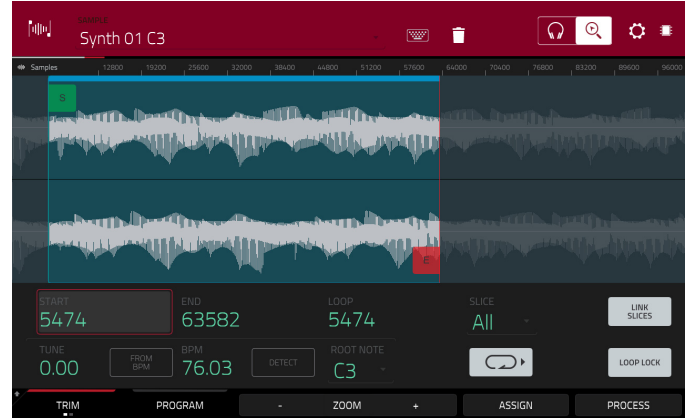 SAMPLE
Synth 01 C3
Samples 12800 19200 25600 32000 38400 44800 51200 57600 64000 70400 76800 83200 89600 96000
S
E
START END LOOP SLICE
5474 63582 5474 All
LINK
SLICES
TUNE BPM ROOT NOTE
0.00 FROM BPM 76.03 DETECT C3 LOOP LOCK
TRIM PROGRAM - ZOOM + ASSIGN PROCESS